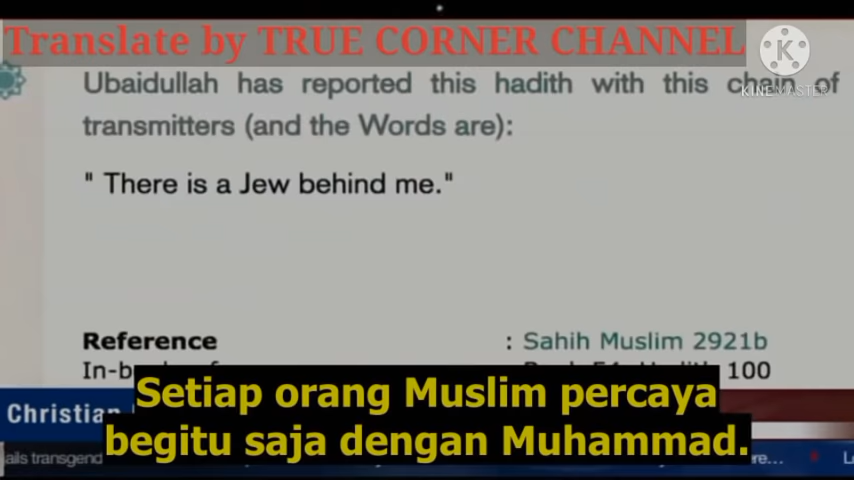 Translate by TRUE CORNER CHANNEL
K
KINEMASTER
Ubaidullah has reported this hadith with this chain of
transmitters (and the Words are):
" There is a Jew behind me."
Reference : Sahih Muslim 2921b
100
Setiap orang Muslim percaya
begitu saja dengan Muhammad.
Christian